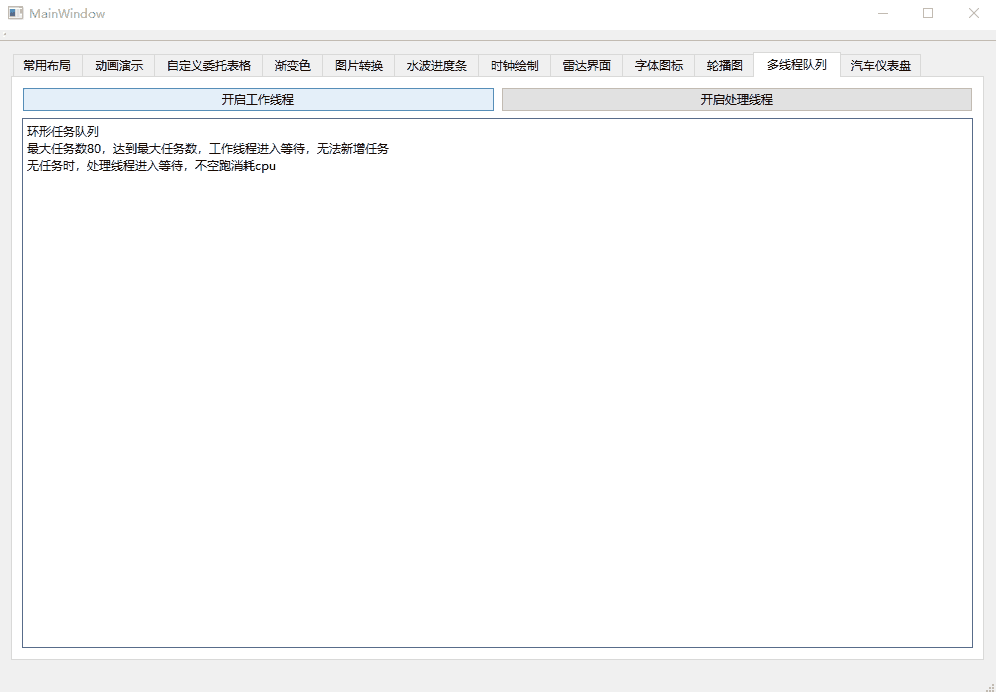 MainWindow
常用布局 动画演示 自定义委托表格 渐变色 图片转换 水波进度条 时钟绘制 雷达界面 字体图标 轮播图 多线程队列 汽车仪表盘
开启工作线程 开启处理线程
环形任务队列
最大任务数80，达到最大任务数，工作线程进入等待，无法新增任务
无任务时，处理线程进入等待，不空跑消耗cpu